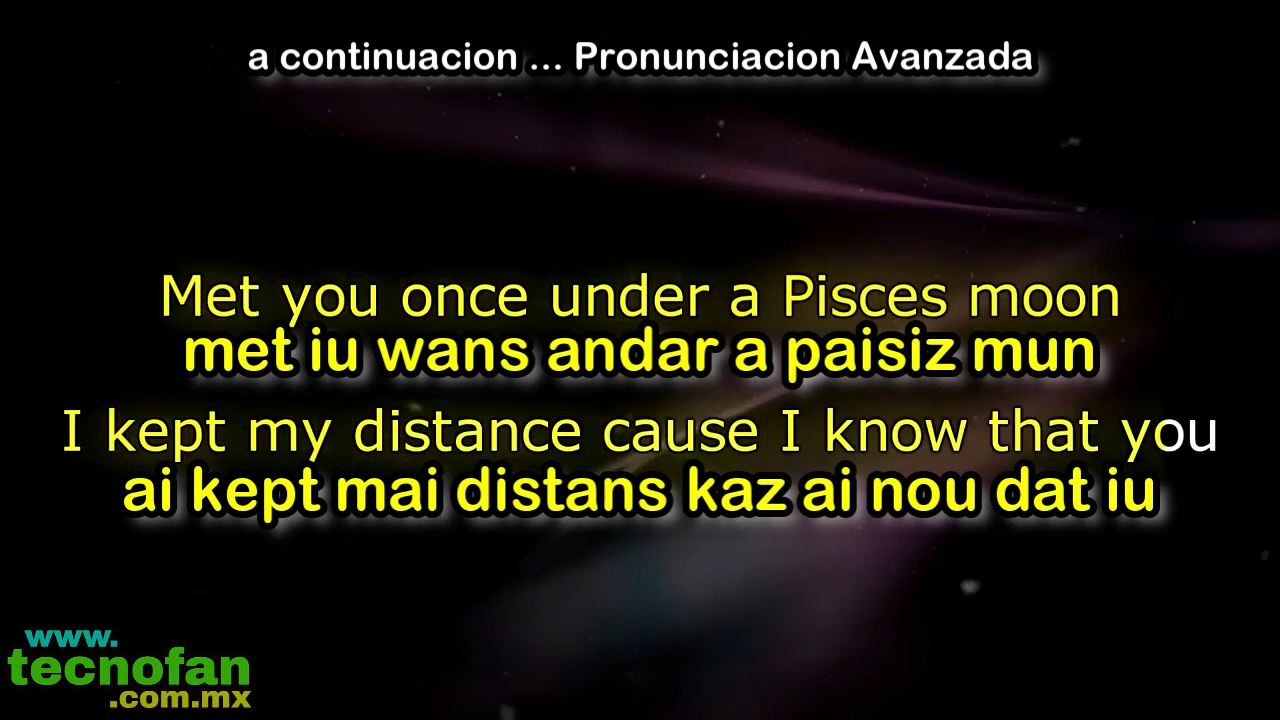 a continuacion ... Pronunciacion Avanzada
Met you once under a Pisces moon
met iu wans andar a paisiz mun
I kept my distance cause I know that you
ai kept mai distans kaz ai nou dat iu
www.
tecnofan
.com.mx